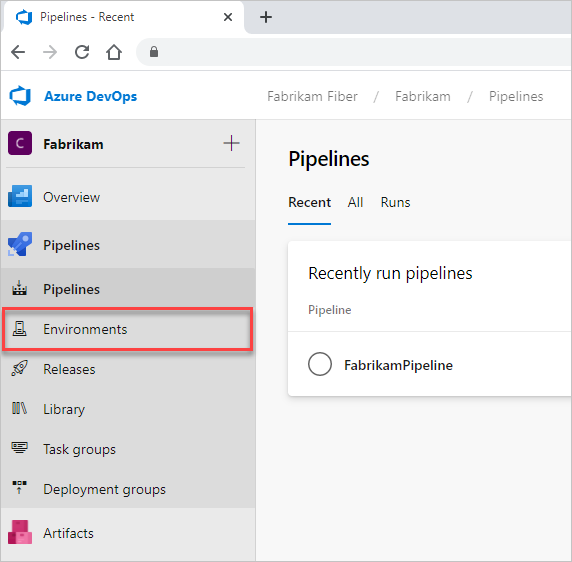 Pipelines - Recent
Azure DevOps
Fabrikam Fiber / Fabrikam / Pipelines
C Fabrikam
Overview
Pipelines
Pipelines
Environments
Releases
Library
Task groups
Deployment groups
Artifacts
Pipelines
Recent All Runs
Recently run pipelines
Pipeline
FabrikamPipeline